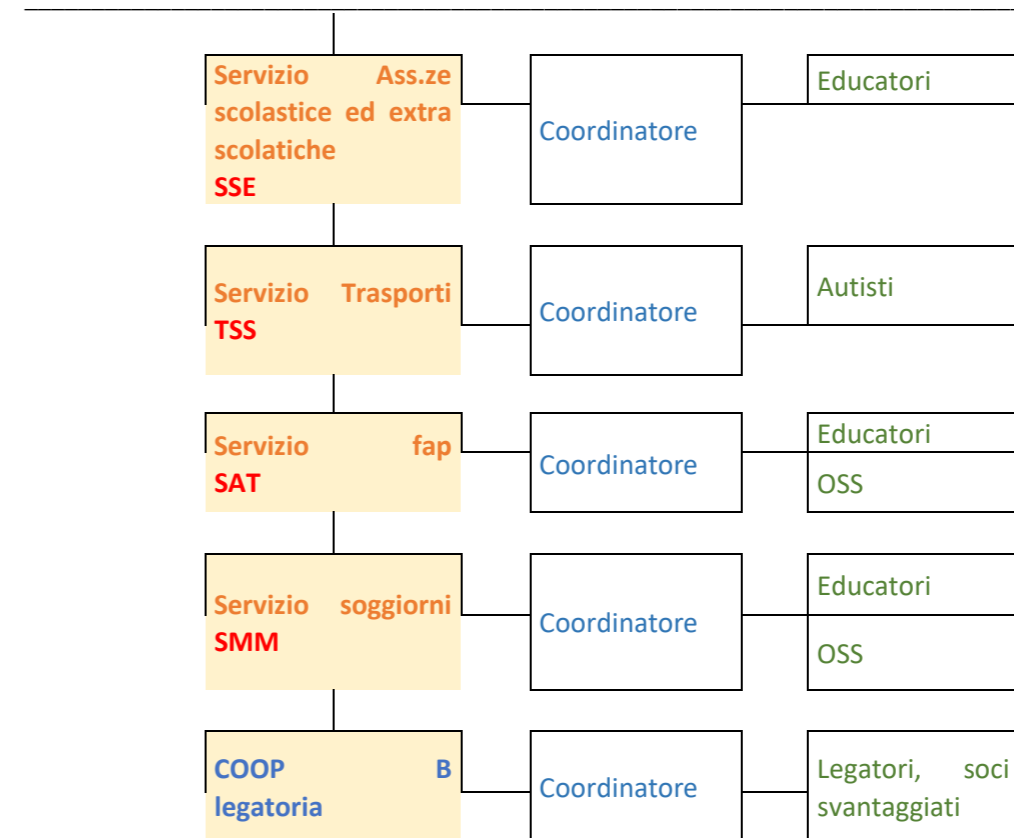 Servizio Ass.ze
scolastice ed extra
scolatiche
SSE
Coordinatore
Educatori
Servizio Trasporti
TSS
Coordinatore
Autisti
Servizio fap
SAT
Coordinatore
Educatori
OSS
Servizio soggiorni
SMM
Coordinatore
Educatori
OSS
COOP B
legatoria
Coordinatore
Legatori, soci
svantaggiati